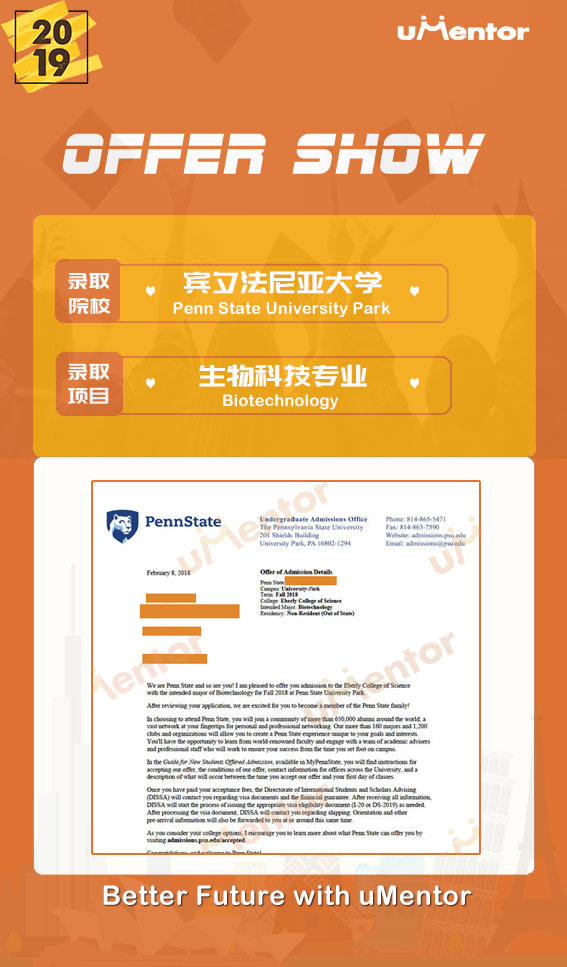 2019
uMentor
OFFER SHOW
录取
院校
宾夕法尼亚大学
Penn State University Park
录取
项目
生物科技专业
Biotechnology
PennState
Undergraduate Admissions Office
The Pennsylvania State University
201 Shields Building
University Park, PA 16802-1294
Phone: 814-865-5471
Fax: 814-863-7590
Website: admissions.psu.edu
Email: admissions@psu.edu
February 8, 2018
Offer of Admission Details
Penn State
Campus: University Park
Term: Fall 2018
College: Eberly College of Science
Intended Major: Biotechnology
Residency: Non-Resident (Out of State)
We are Penn State and so are you! I am pleased to offer you admission to the Eberly College of Science
with the intended major of Biotechnology for Fall 2018 at Penn State University Park.
After reviewing your application, we are excited for you to become a member of the Penn State family!
In choosing to attend Penn State, you will join a community of more than 650,000 alumni around the world; a
vast network at your fingertips for personal and professional networking. Our more than 160 majors and 1,200
clubs and organizations will allow you to create a Penn State experience unique to your goals and interests.
You'll have the opportunity to learn from world-renowned faculty and engage with a team of academic advisers
and professional staff who will work to ensure your success from the time you set foot on campus.
In the Guide for New Students Offered Admission, available in MyPennState, you will find instructions for
accepting our offer, the conditions of our offer, contact information for offices across the University, and a
description of what will occur between the time you accept our offer and your first day of classes.
Once you have paid your acceptance fees, the Directorate of International Students and Scholars Advising
(DISSA) will contact you regarding visa documents and the financial guarantee. After receiving all information,
DISSA will start the process of issuing the appropriate visa eligibility document (I-20 or DS-2019) as needed.
After processing the visa document, DISSA will contact you regarding shipping. Orientation and other
pre-arrival information will also be forwarded to you at or around this same time.
As you consider your college options, I encourage you to learn more about what Penn State can offer you by
visiting admissions.psu.edu/accepted.
Congratulations, and welcome to Penn State!
uMentor
uMentor
uMentor
uMentor
Better Future with uMentor